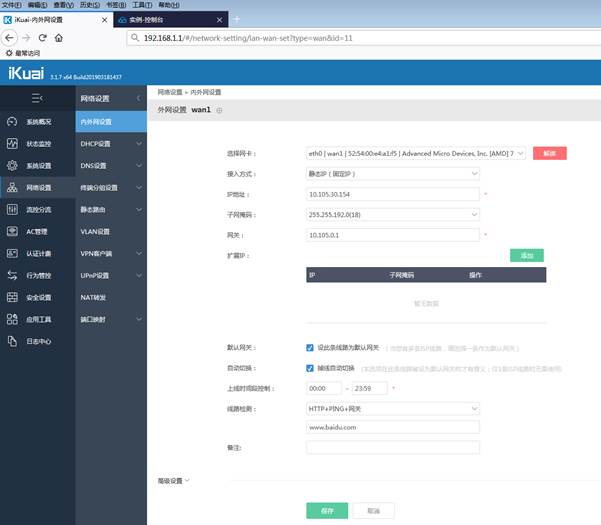 文件(F) 编辑(E) 查看(V) 历史(S) 书签(B) 工具(T) 帮助(H)
iKuai-内外网设置 × 实例-控制台 × +
192.168.1.1/#/network-setting/lan-wan-set?type=wan&id=11
最常访问
iKuai 3.1.7 x64 Build201903181437
网络设置 » 内外网设置
外网设置 wan1
系统概况
状态监控
系统设置
网络设置
流控分流
AC管理
认证计费
行为管控
安全设置
应用工具
日志中心
网络设置
内外网设置
DHCP设置
DNS设置
终端分组设置
静态路由
VLAN设置
VPN客户端
UPnP设置
NAT转发
端口映射
选择网卡: eth0 | wan1 | 52:54:00:e4:a1:f5 | Advanced Micro Devices, Inc. [AMD] 7 解绑
接入方式: 静态IP（固定IP）
IP地址: 10.105.30.154 *
子网掩码: 255.255.192.0(18)
网关: 10.105.0.1 *
扩展IP: 添加
IP 子网掩码 操作
暂无数据
默认网关: 设此条线路为默认网关
自动切换: 掉线自动切换
上线时间段控制: 00:00 - 23:59 *
线路检测: HTTP+PING+网关
www.baidu.com
备注:
高级设置
保存 取消